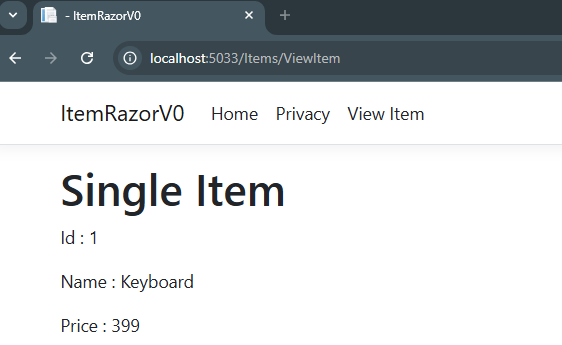 - ItemRazorV0
localhost:5033/Items/ViewItem
ItemRazorV0 Home Privacy View Item
Single Item
Id : 1
Name : Keyboard
Price : 399